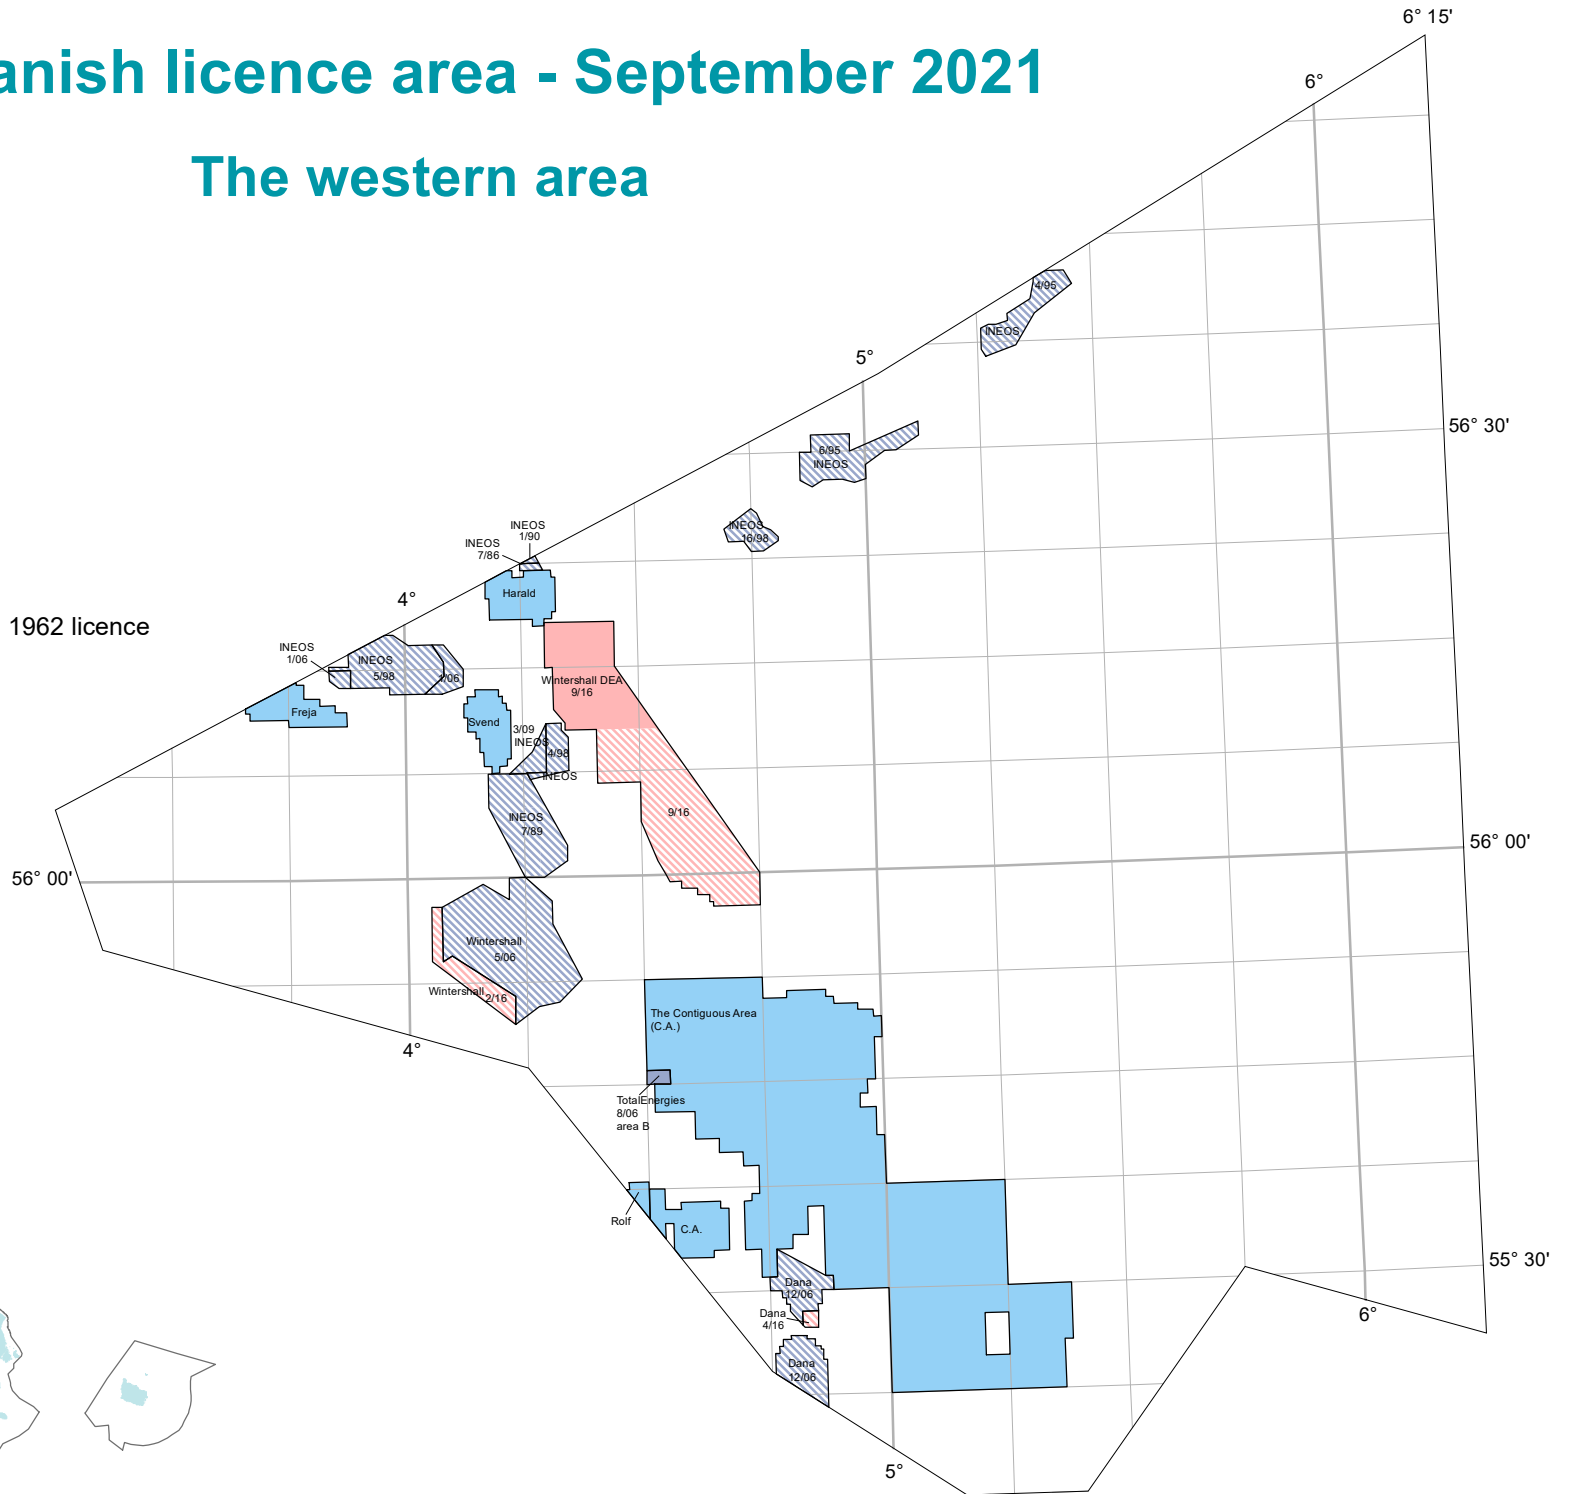 anish licence area - September 2021
The western area
6° 15'
6°
4/95
INEOS
5°
56° 30'
6/95
INEOS
INEOS
16/98
INEOS
1/90
INEOS
7/86
Harald
4°
1962 licence
INEOS
1/06
INEOS
5/98
1/06
Freja
Svend
Wintershall DEA
9/16
3/09
INEOS
4/98
INEOS
9/16
INEOS
7/89
56° 00'
56° 00'
Wintershall
5/06
Wintershall
2/16
4°
The Contiguous Area
(C.A.)
TotalEnergies
8/06
area B
Rolf
C.A.
55° 30'
Dana
12/06
Dana
4/16
6°
Dana
12/06
5°